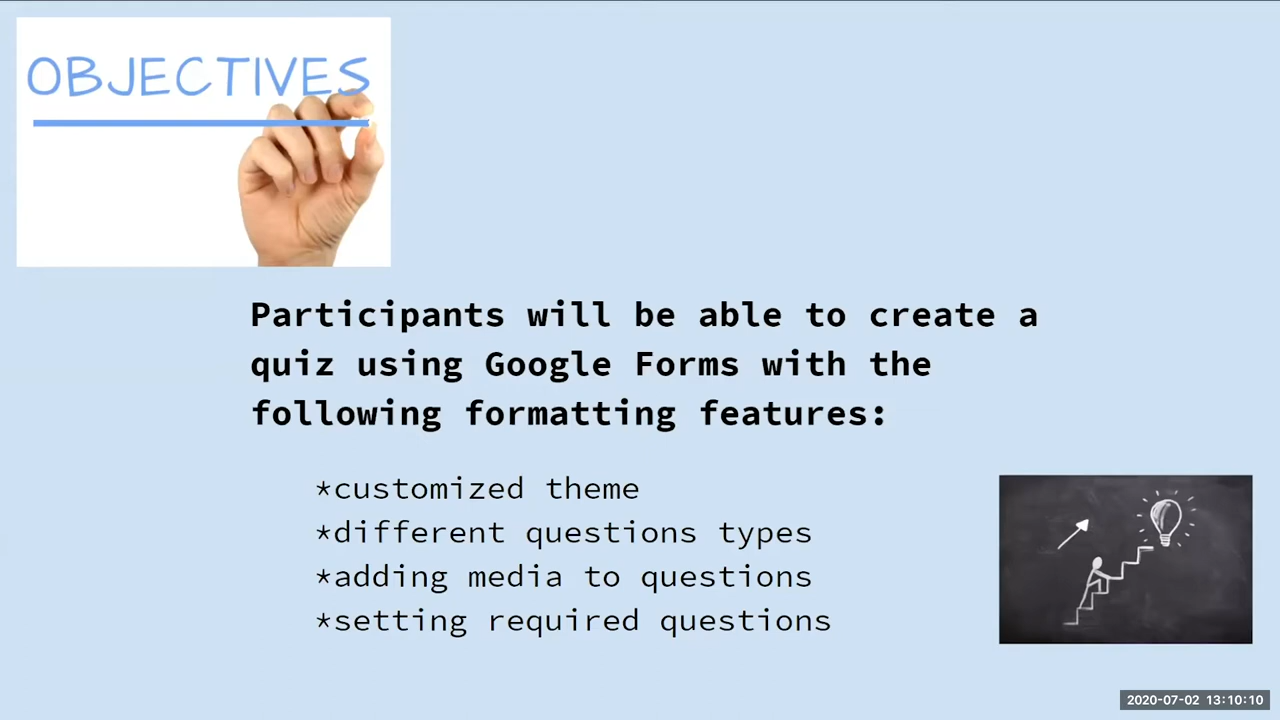 OBJECTIVES
Participants will be able to create a
quiz using Google Forms with the
following formatting features:
*customized theme
*different questions types
*adding media to questions
*setting required questions
2020-07-02 13:10:10